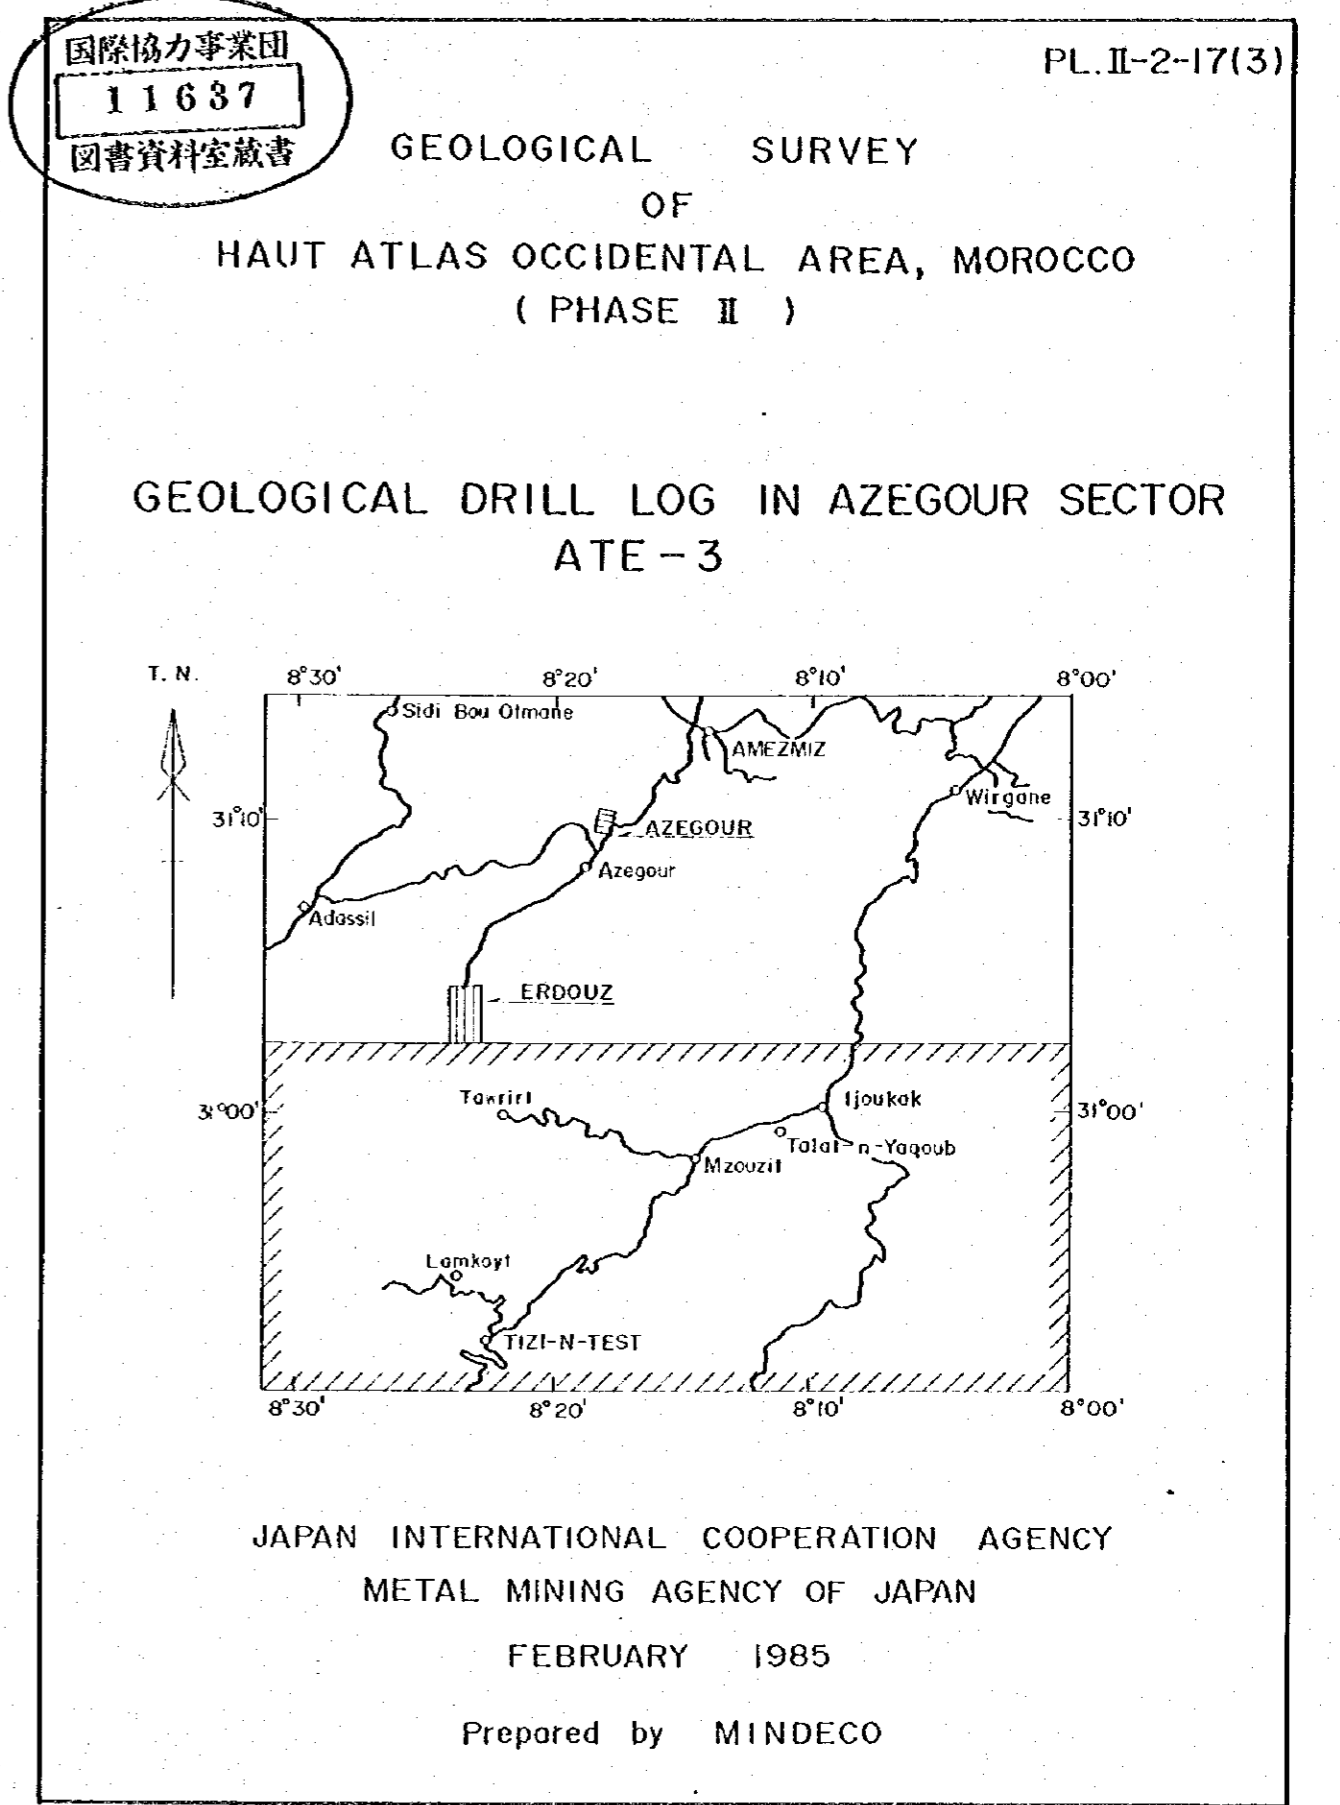 国際協力事業団
11637
図書資料室蔵書
PL.II-2-17(3)
GEOLOGICAL SURVEY
OF
HAUT ATLAS OCCIDENTAL AREA, MOROCCO
( PHASE II )
GEOLOGICAL DRILL LOG IN AZEGOUR SECTOR
ATE-3
T. N.
8°30' 8°20' 8°10' 8°00'
Sidi Bou Otmane
AMEZMIZ
Wirgane
31°10' 31°10'
AZEGOUR
Azegour
Adassil
ERDOUZ
Tawrirt
Ijoukak
31°00' 31°00'
Talat-n-Yaqoub
Mzouzit
Lamkayt
TIZI-N-TEST
8°30' 8°20' 8°10' 8°00'
JAPAN INTERNATIONAL COOPERATION AGENCY
METAL MINING AGENCY OF JAPAN
FEBRUARY 1985
Prepared by MINDECO